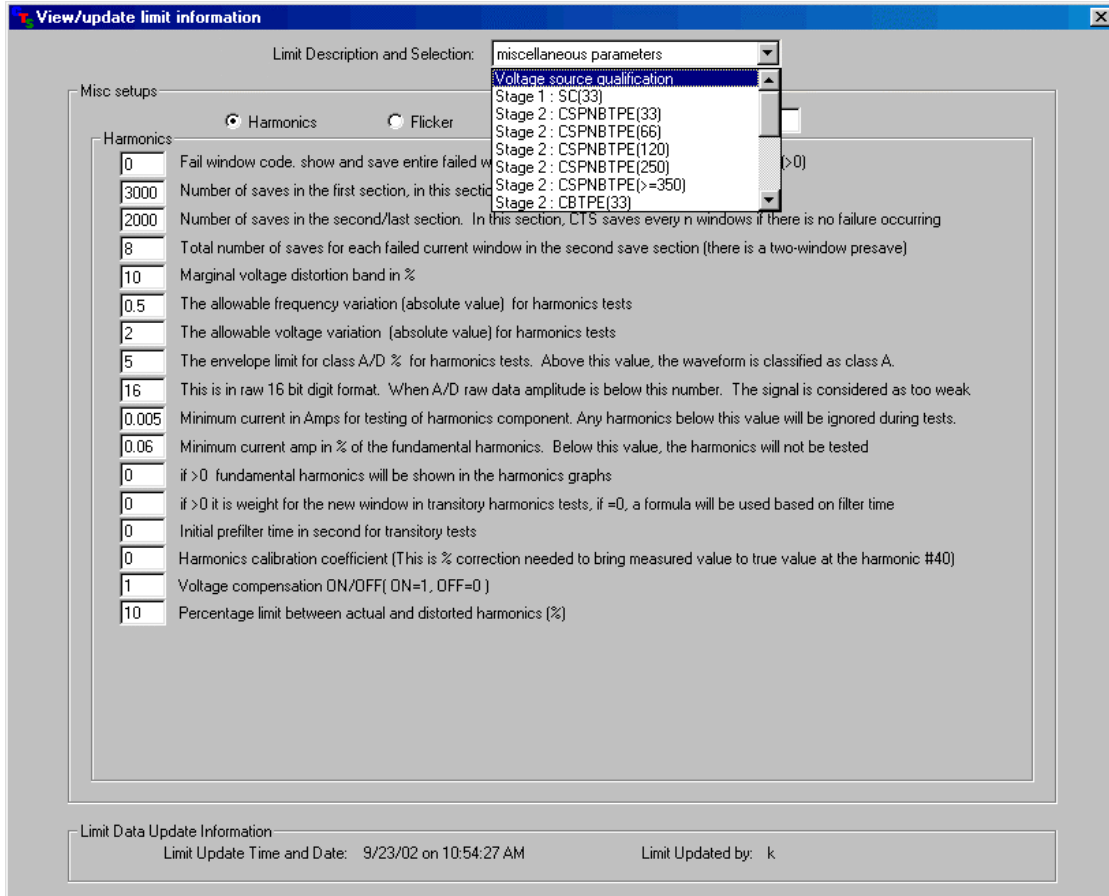 CTS View/update limit information
Limit Description and Selection: miscellaneous parameters
Voltage source qualification
Stage 1 : SC(33)
Stage 2 : CSPNBTPE(33)
Stage 2 : CSPNBTPE(66)
Stage 2 : CSPNBTPE(120)
Stage 2 : CSPNBTPE(250)
Stage 2 : CSPNBTPE(>=350)
Stage 2 : CBTPE(33)
Misc setups
Harmonics Flicker
Harmonics
0 Fail window code. show and save entire failed w (>0)
3000 Number of saves in the first section, in this sectio
2000 Number of saves in the second/last section. In this section, CTS saves every n windows if there is no failure occurring
8 Total number of saves for each failed current window in the second save section (there is a two-window presave)
10 Marginal voltage distortion band in %
0.5 The allowable frequency variation (absolute value) for harmonics tests
2 The allowable voltage variation (absolute value) for harmonics tests
5 The envelope limit for class A/D % for harmonics tests. Above this value, the waveform is classified as class A.
16 This is in raw 16 bit digit format. When A/D raw data amplitude is below this number. The signal is considered as too weak
0.005 Minimum current in Amps for testing of harmonics component. Any harmonics below this value will be ignored during tests.
0.06 Minimum current amp in % of the fundamental harmonics. Below this value, the harmonics will not be tested
0 if >0 fundamental harmonics will be shown in the harmonics graphs
0 if >0 it is weight for the new window in transitory harmonics tests, if =0, a formula will be used based on filter time
0 Initial prefilter time in second for transitory tests
0 Harmonics calibration coefficient (This is % correction needed to bring measured value to true value at the harmonic #40)
1 Voltage compensation ON/OFF( ON=1, OFF=0 )
10 Percentage limit between actual and distorted harmonics (%)
Limit Data Update Information
Limit Update Time and Date: 9/23/02 on 10:54:27 AM Limit Updated by: k